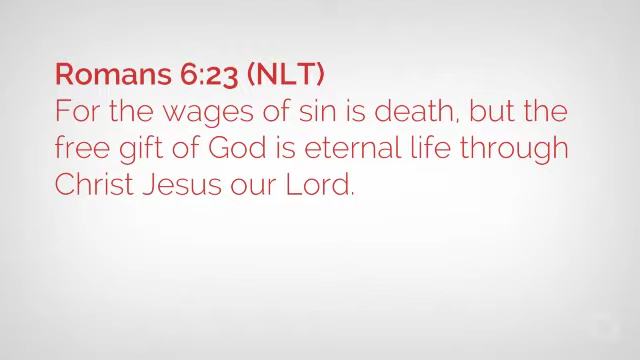 Romans 6:23 (NLT)
For the wages of sin is death, but the
free gift of God is eternal life through
Christ Jesus our Lord.